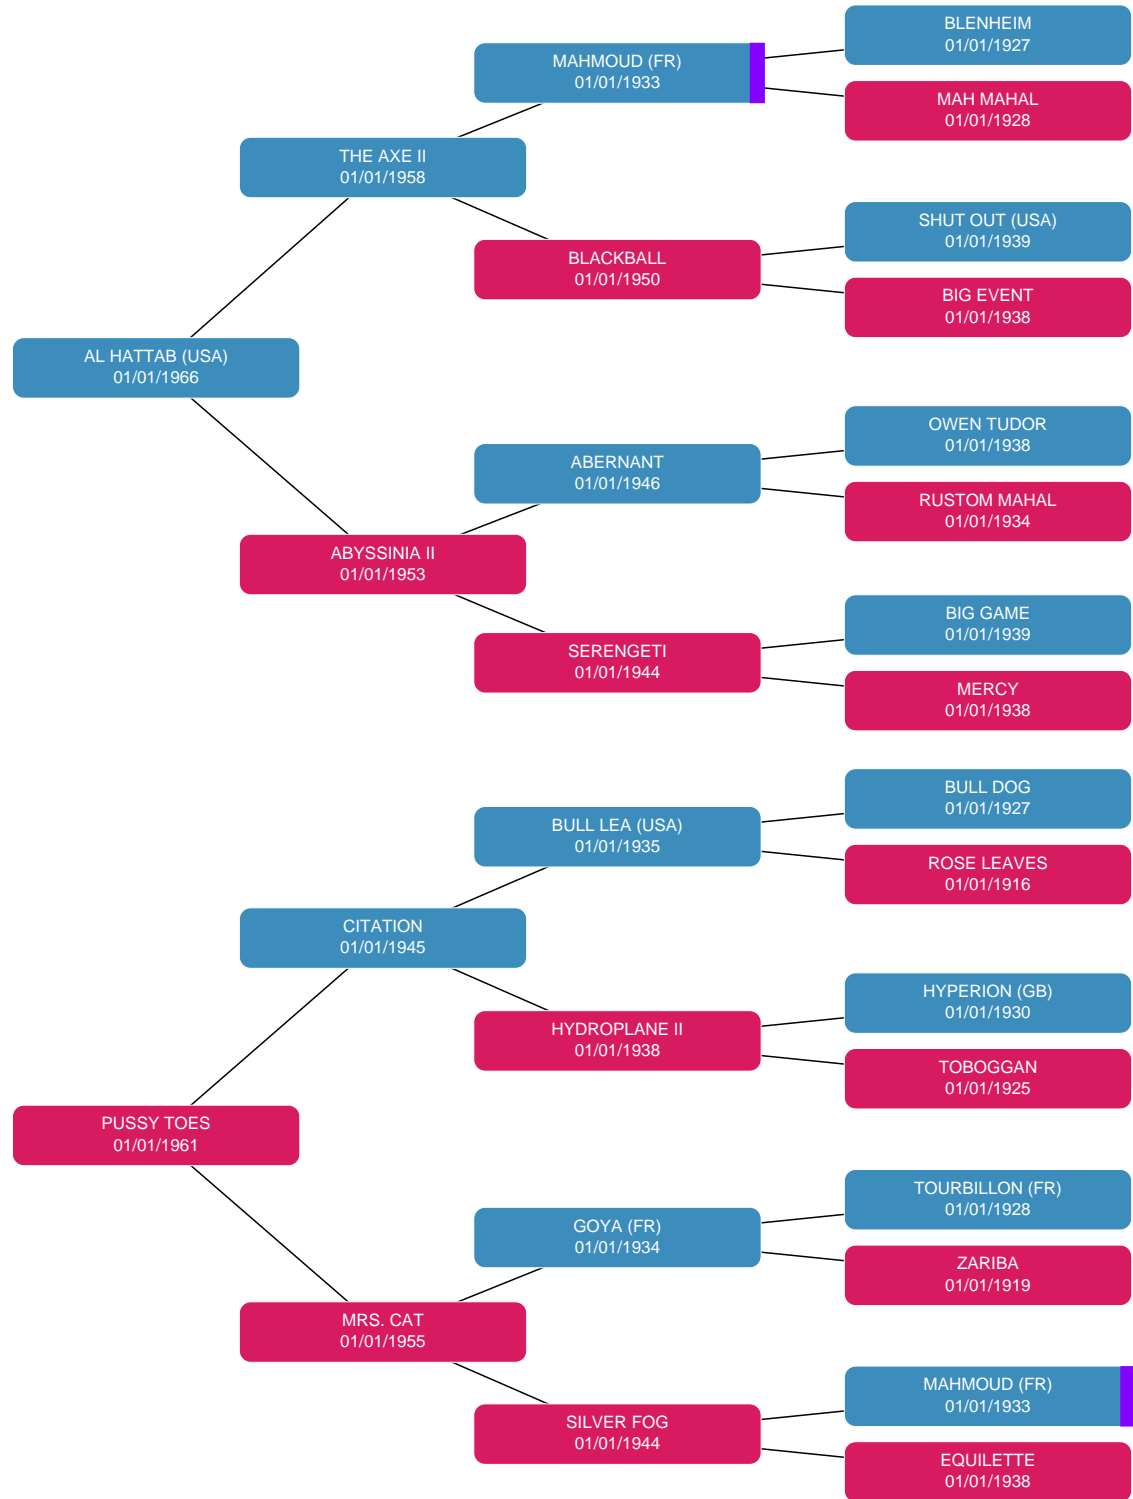 BLENHEIM
01/01/1927
MAHMOUD (FR)
01/01/1933
MAH MAHAL
01/01/1928
THE AXE II
01/01/1958
SHUT OUT (USA)
01/01/1939
BLACKBALL
01/01/1950
BIG EVENT
01/01/1938
AL HATTAB (USA)
01/01/1966
OWEN TUDOR
01/01/1938
ABERNANT
01/01/1946
RUSTOM MAHAL
01/01/1934
ABYSSINIA II
01/01/1953
BIG GAME
01/01/1939
SERENGETI
01/01/1944
MERCY
01/01/1938
BULL DOG
01/01/1927
BULL LEA (USA)
01/01/1935
ROSE LEAVES
01/01/1916
CITATION
01/01/1945
HYPERION (GB)
01/01/1930
HYDROPLANE II
01/01/1938
TOBOGGAN
01/01/1925
PUSSY TOES
01/01/1961
TOURBILLON (FR)
01/01/1928
GOYA (FR)
01/01/1934
ZARIBA
01/01/1919
MRS. CAT
01/01/1955
MAHMOUD (FR)
01/01/1933
SILVER FOG
01/01/1944
EQUILETTE
01/01/1938